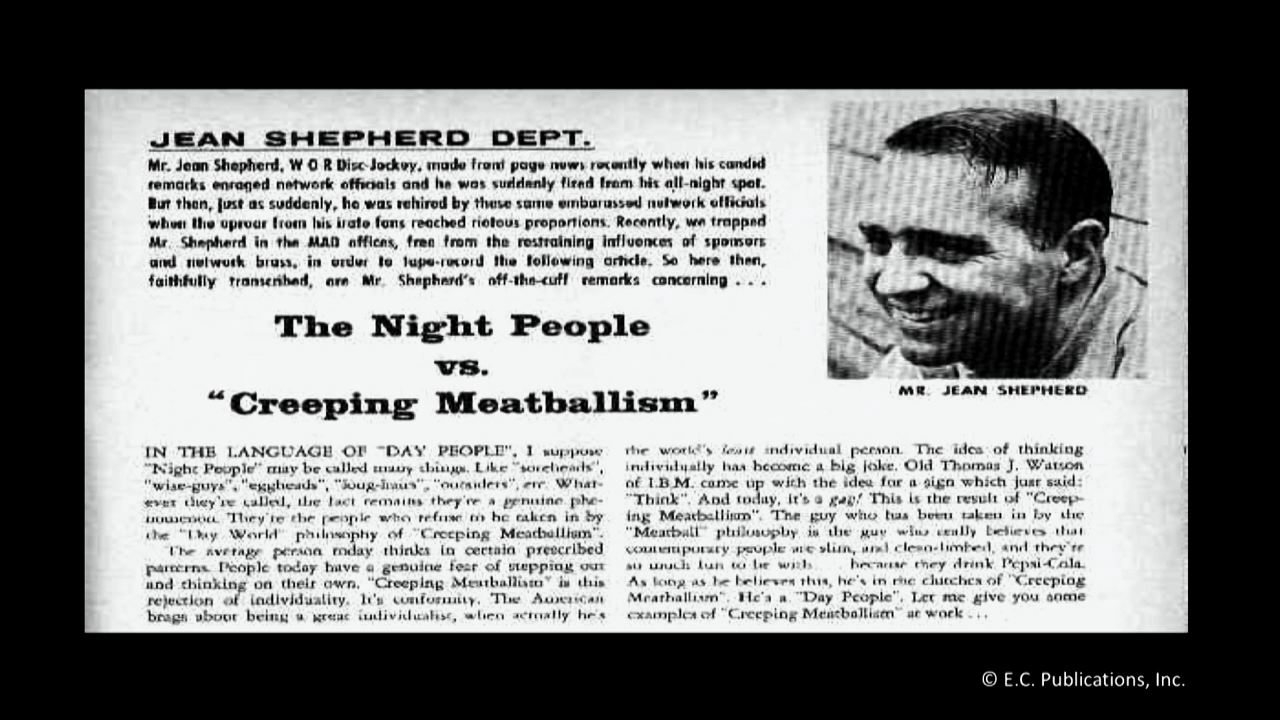 JEAN SHEPHERD DEPT.
Mr. Jean Shepherd, W O R Disc-Jockey, made front page news recently when his candid
remarks enraged network officials and he was suddenly fired from his all-night spot.
But then, just as suddenly, he was rehired by these same embarassed network officials
when the uproar from his irate fans reached riotous proportions. Recently, we trapped
Mr. Shepherd in the MAD offices, free from the restraining influences of sponsors
and network brass, in order to tape-record the following article. So here then,
faithfully transcribed, are Mr. Shepherd's off-the-cuff remarks concerning . . .
The Night People
vs.
“Creeping Meatballism”
MR. JEAN SHEPHERD
IN THE LANGUAGE OF "DAY PEOPLE", I suppose
"Night People" may be called many things. Like "soreheads",
"wise-guys", "eggheads", "long-hairs", "outsiders", etc. What-
ever they're called, the fact remains they're a genuine phe-
nomenon. They're the people who refuse to be taken in by
the "Day World" philosophy of "Creeping Meatballism".
The average person today thinks in certain prescribed
patterns. People today have a genuine fear of stepping out
and thinking on their own. "Creeping Meatballism" is this
rejection of individuality. It's conformity. The American
brags about being a great individualist, when actually he's
the world's least individual person. The idea of thinking
individually has become a big joke. Old Thomas J. Watson
of I.B.M. came up with the idea for a sign which just said:
"Think". And today, it's a gag! This is the result of "Creep-
ing Meatballism". The guy who has been taken in by the
"Meatball" philosophy is the guy who really believes that
contemporary people are slim, and clean-limbed, and they're
so much fun to be with . . . because they drink Pepsi-Cola.
As long as he believes this, he's in the clutches of "Creeping
Meatballism". He's a "Day People". Let me give you some
examples of "Creeping Meatballism" at work . . .
© E.C. Publications, Inc.